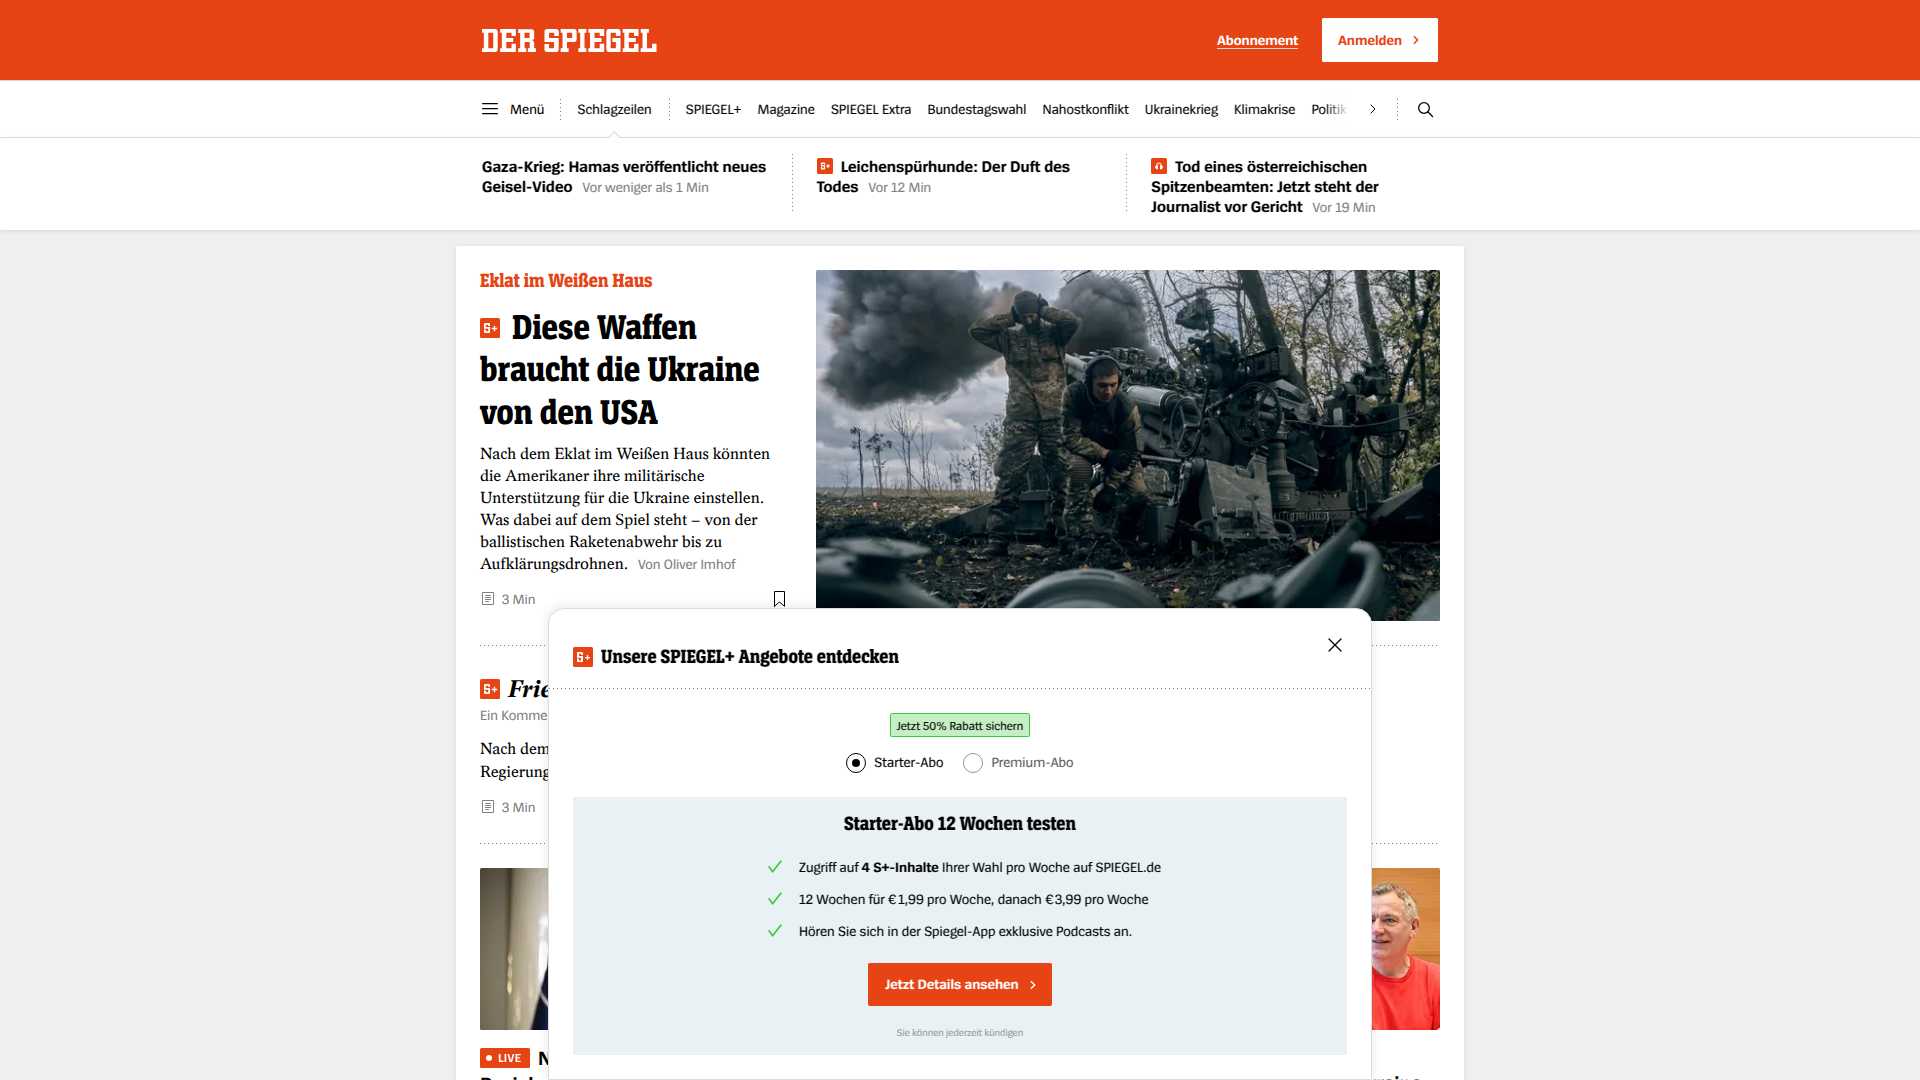 DER SPIEGEL
Abonnement
Anmelden
Menü
Schlagzeilen
SPIEGEL+
Magazine
SPIEGEL Extra
Bundestagswahl
Nahostkonflikt
Ukrainekrieg
Klimakrise
Politik
Gaza-Krieg: Hamas veröffentlicht neues
Geisel-Video Vor weniger als 1 Min
Leichenspürhunde: Der Duft des
Todes Vor 12 Min
Tod eines österreichischen
Spitzenbeamten: Jetzt steht der
Journalist vor Gericht Vor 19 Min
Eklat im Weißen Haus
S+ Diese Waffen
braucht die Ukraine
von den USA
Nach dem Eklat im Weißen Haus könnten
die Amerikaner ihre militärische
Unterstützung für die Ukraine einstellen.
Was dabei auf dem Spiel steht – von der
ballistischen Raketenabwehr bis zu
Aufklärungsdrohnen. Von Oliver Imhof
3 Min
S+ Frie
Ein Komme
Nach dem
Regierung
3 Min
LIVE N
S+ Unsere SPIEGEL+ Angebote entdecken
Jetzt 50% Rabatt sichern
Starter-Abo
Premium-Abo
Starter-Abo 12 Wochen testen
Zugriff auf 4 S+-Inhalte Ihrer Wahl pro Woche auf SPIEGEL.de
12 Wochen für € 1,99 pro Woche, danach € 3,99 pro Woche
Hören Sie sich in der Spiegel-App exklusive Podcasts an.
Jetzt Details ansehen
Sie können jederzeit kündigen